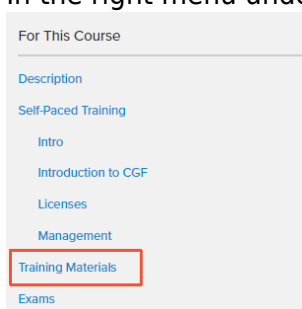 in the right menu unde
For This Course
Description
Self-Paced Training
Intro
Introduction to CGF
Licenses
Management
Training Materials
Exams